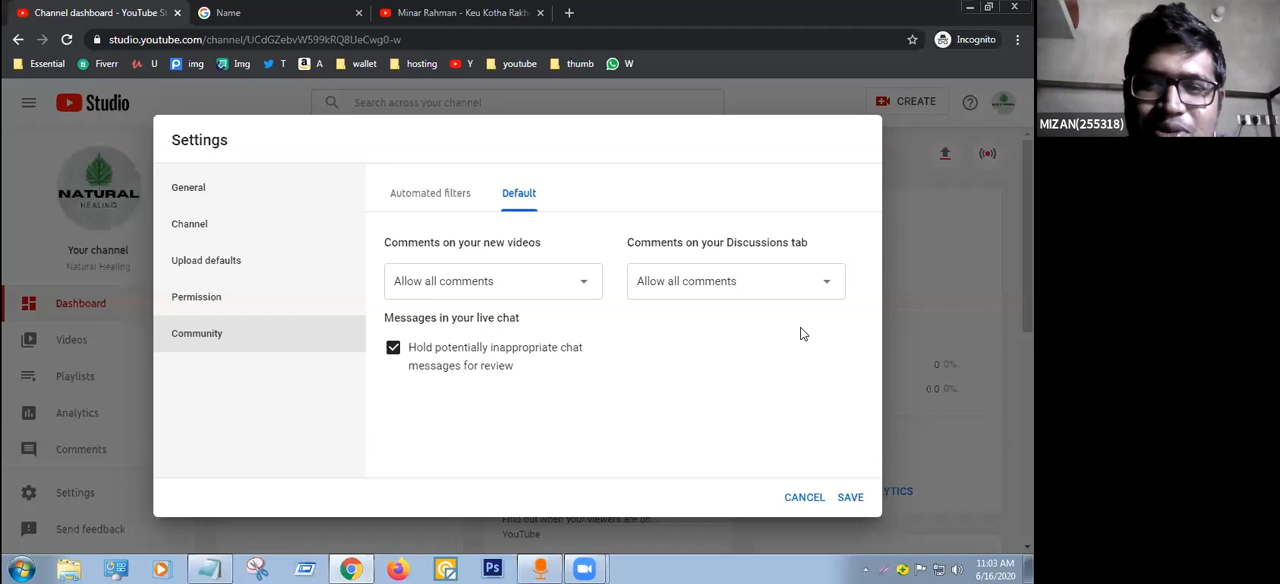 Channel dashboard - YouTube S
Name
Minar Rahman - Keu Kotha Rakh
studio.youtube.com/channel/UCdGZebvW599kRQ8UeCwg0-w
Incognito
Essential
Fiverr
U
img
Img
T
A
wallet
hosting
Y
youtube
thumb
W
Studio
Search across your channel
CREATE
NATURAL
HEALING
Your channel
Natural Healing
Dashboard
Videos
Playlists
Analytics
Comments
Settings
Send feedback
Settings
General
Channel
Upload defaults
Permission
Community
Automated filters
Default
Comments on your new videos
Comments on your Discussions tab
Allow all comments
Allow all comments
Messages in your live chat
Hold potentially inappropriate chat
messages for review
CANCEL
SAVE
0 0%
0.0 0%
YTICS
Find out when your viewers are on
YouTube
MIZAN(255318)
Ps
11:03 AM
6/16/2020